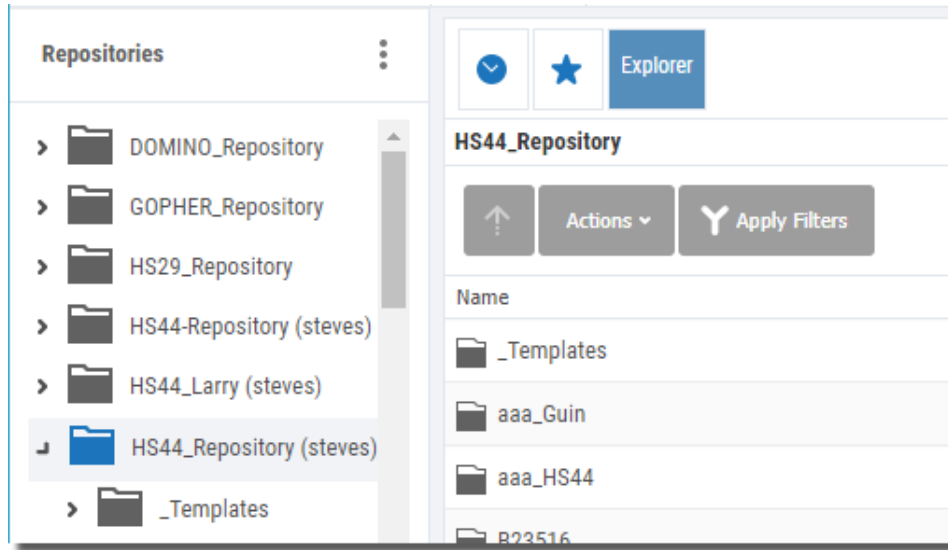 Repositories
DOMINO_Repository
GOPHER_Repository
HS29_Repository
HS44-Repository (steves)
HS44_Larry (steves)
HS44_Repository (steves)
_Templates
Explorer
HS44_Repository
Actions
Apply Filters
Name
_Templates
aaa_Guin
aaa_HS44
B23516